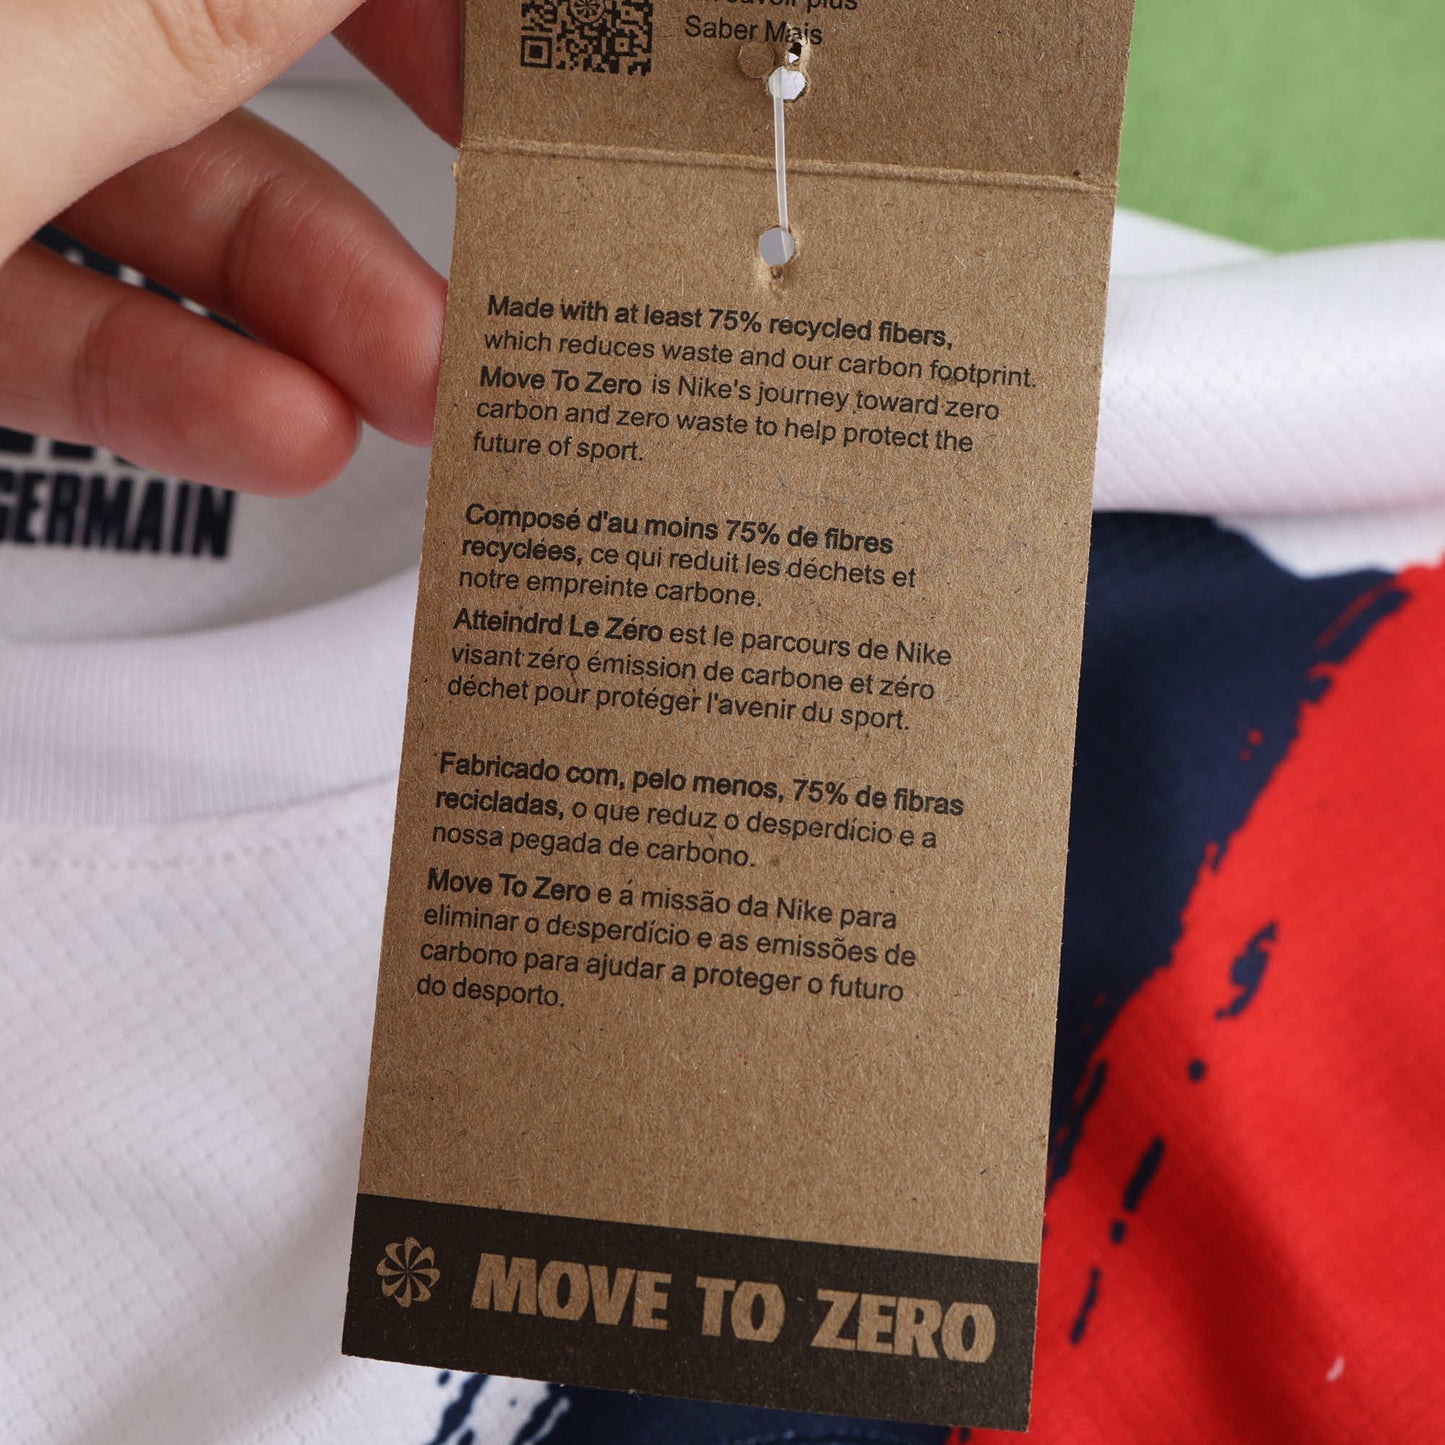 savoir plus
Saber Mais
Made with at least 75% recycled fibers,
which reduces waste and our carbon footprint.
Move To Zero is Nike's journey toward zero
carbon and zero waste to help protect the
future of sport.
Composé d'au moins 75% de fibres
recyclées, ce qui reduit les déchets et
notre empreinte carbone.
Atteindrd Le Zéro est le parcours de Nike
visant zéro émission de carbone et zéro
déchet pour protéger l'avenir du sport.
Fabricado com, pelo menos, 75% de fibras
recicladas, o que reduz o desperdício e a
nossa pegada de carbono.
Move To Zero e á missão da Nike para
eliminar o desperdício e as emissões de
carbono para ajudar a proteger o futuro
do desporto.
MOVE TO ZERO
GERMAIN